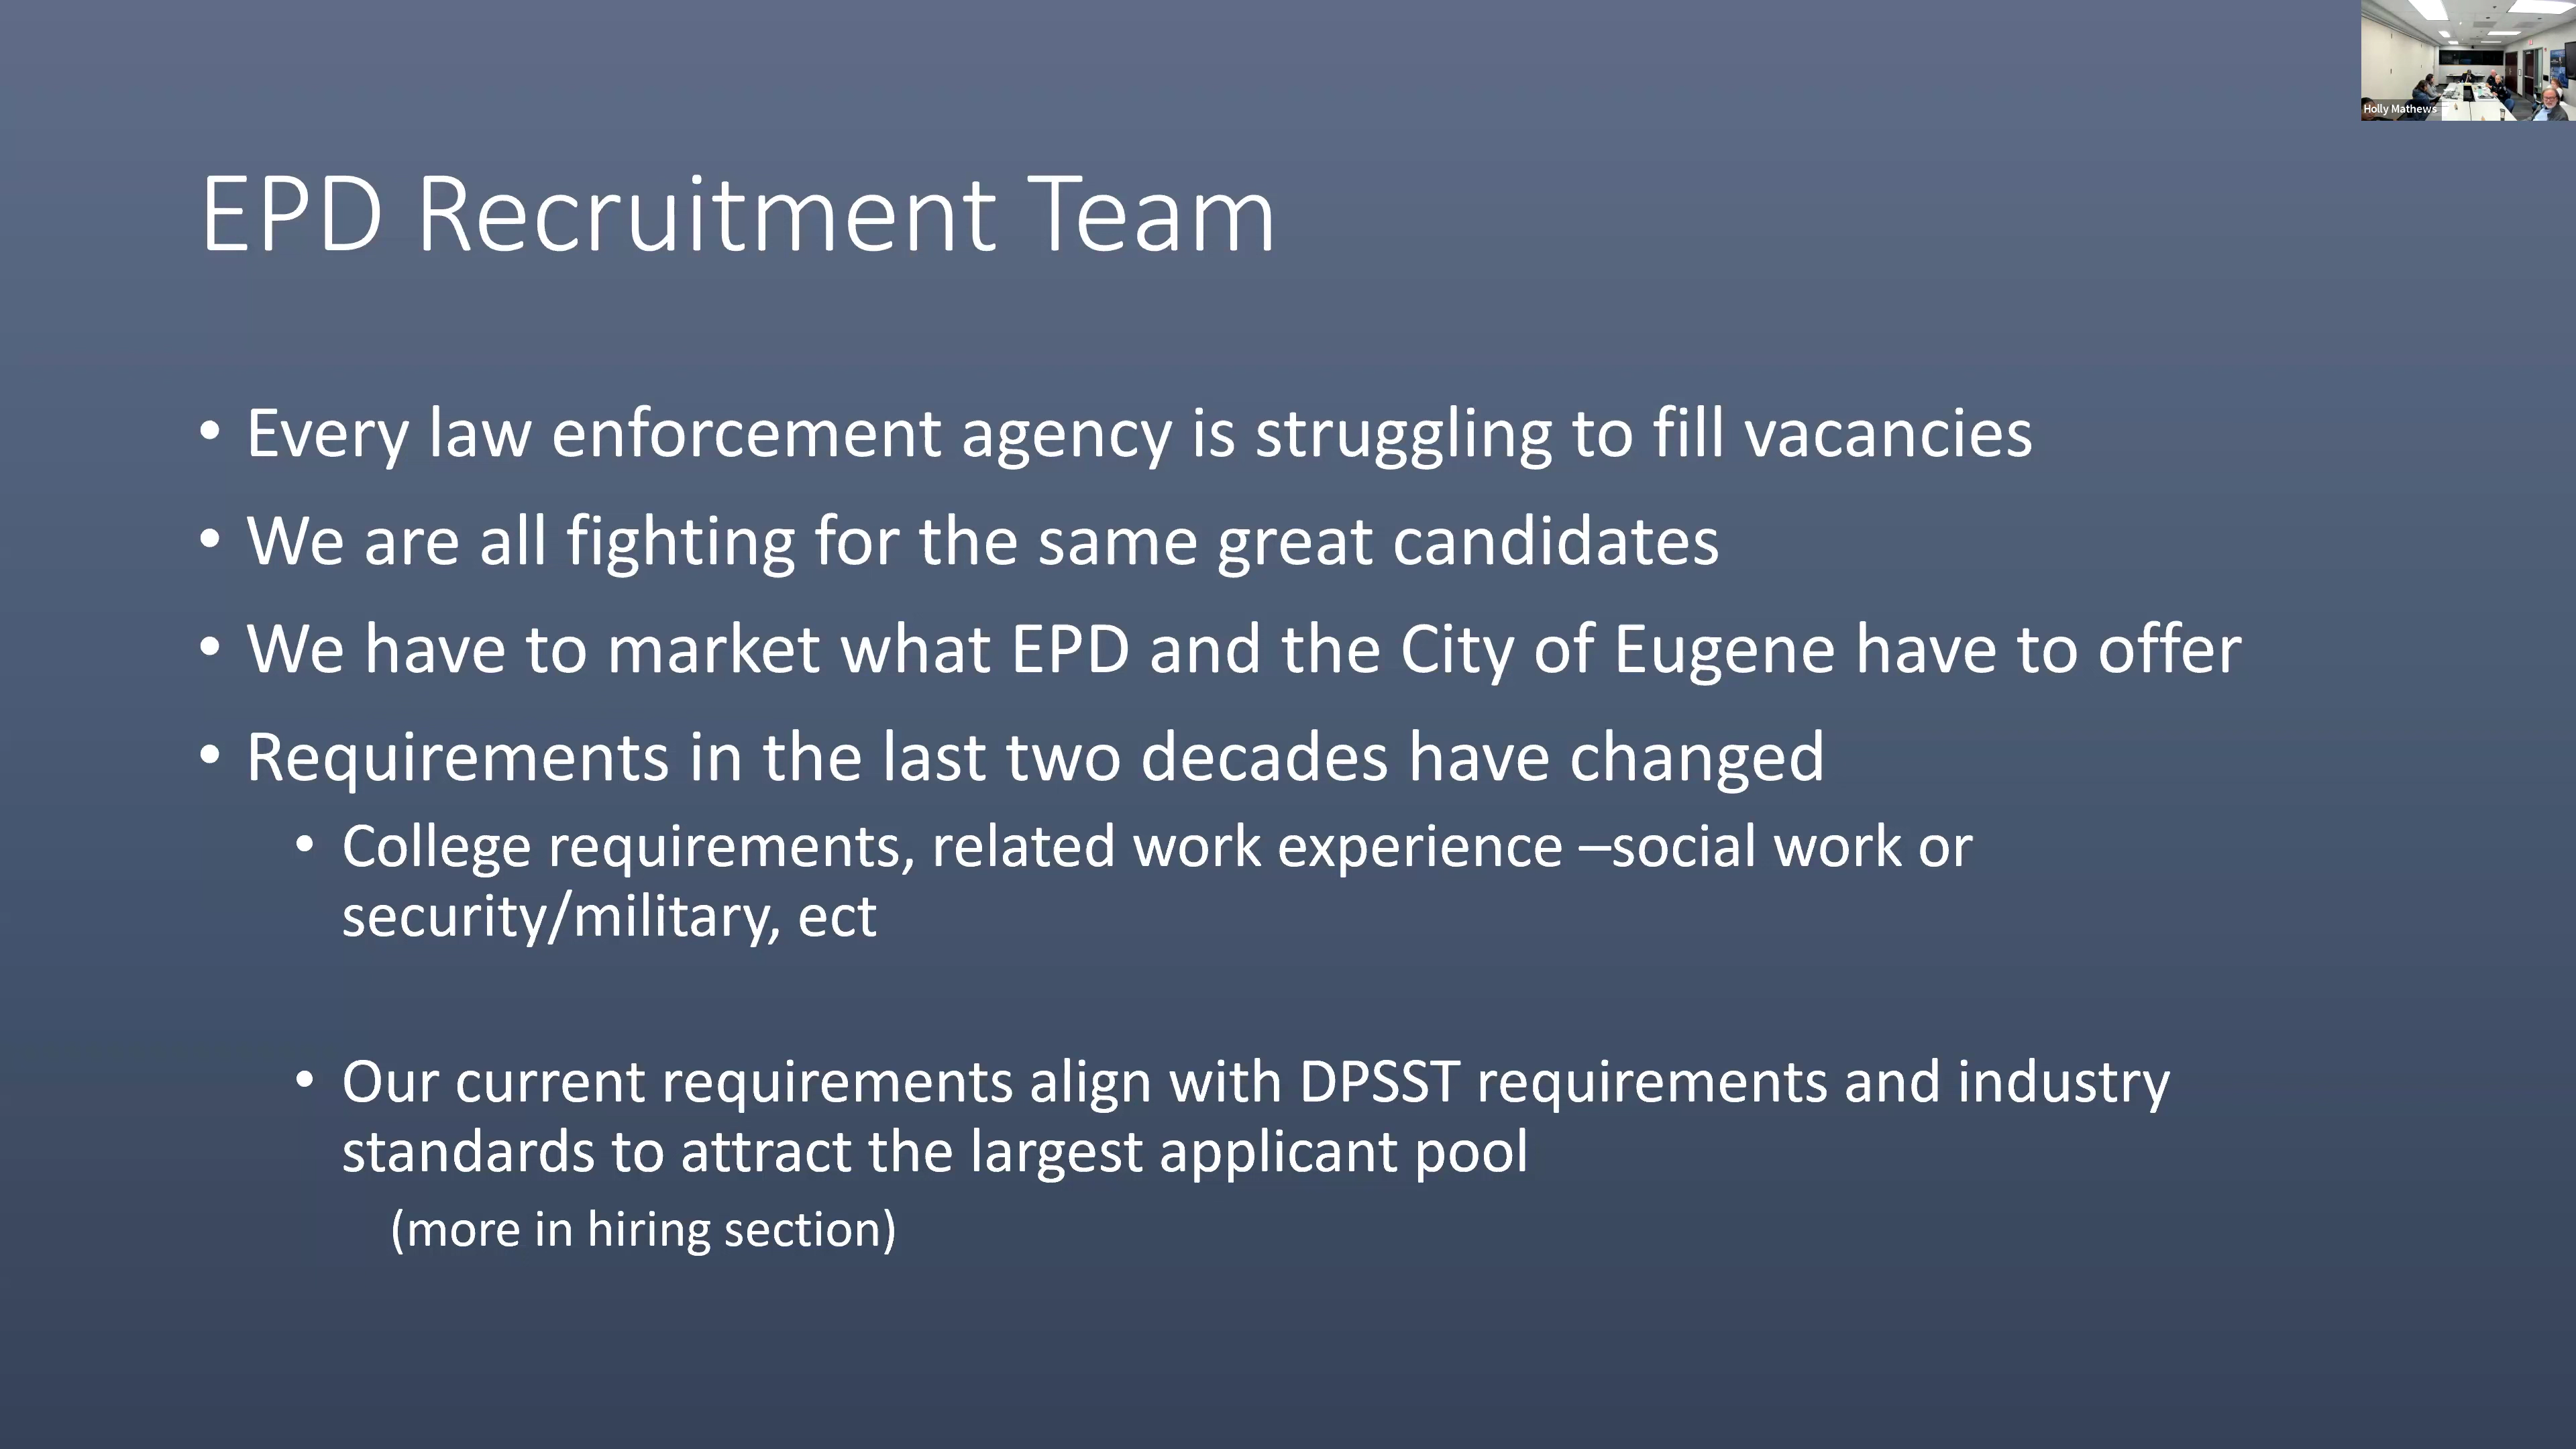 Holly Mathews
EPD Recruitment Team
• Every law enforcement agency is struggling to fill vacancies
• We are all fighting for the same great candidates
• We have to market what EPD and the City of Eugene have to offer
• Requirements in the last two decades have changed
• College requirements, related work experience –social work or
security/military, ect
• Our current requirements align with DPSST requirements and industry
standards to attract the largest applicant pool
(more in hiring section)